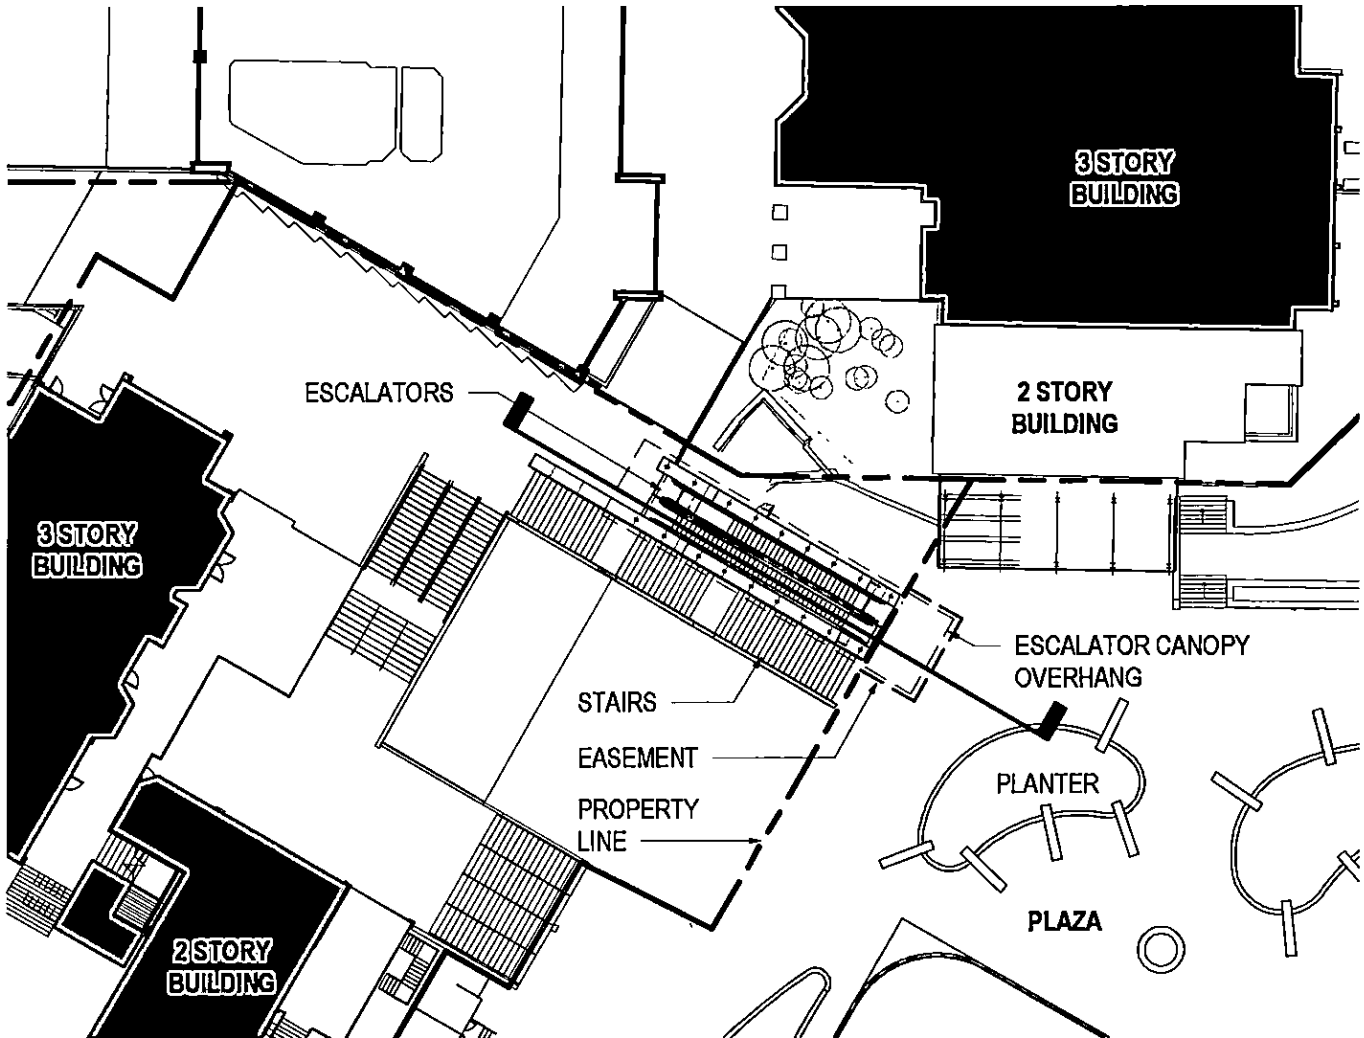 3 STORY
BUILDING
ESCALATORS
2 STORY
BUILDING
3 STORY
BUILDING
ESCALATOR CANOPY
OVERHANG
STAIRS
EASEMENT
PLANTER
PROPERTY
LINE
PLAZA
2 STORY
BUILDING